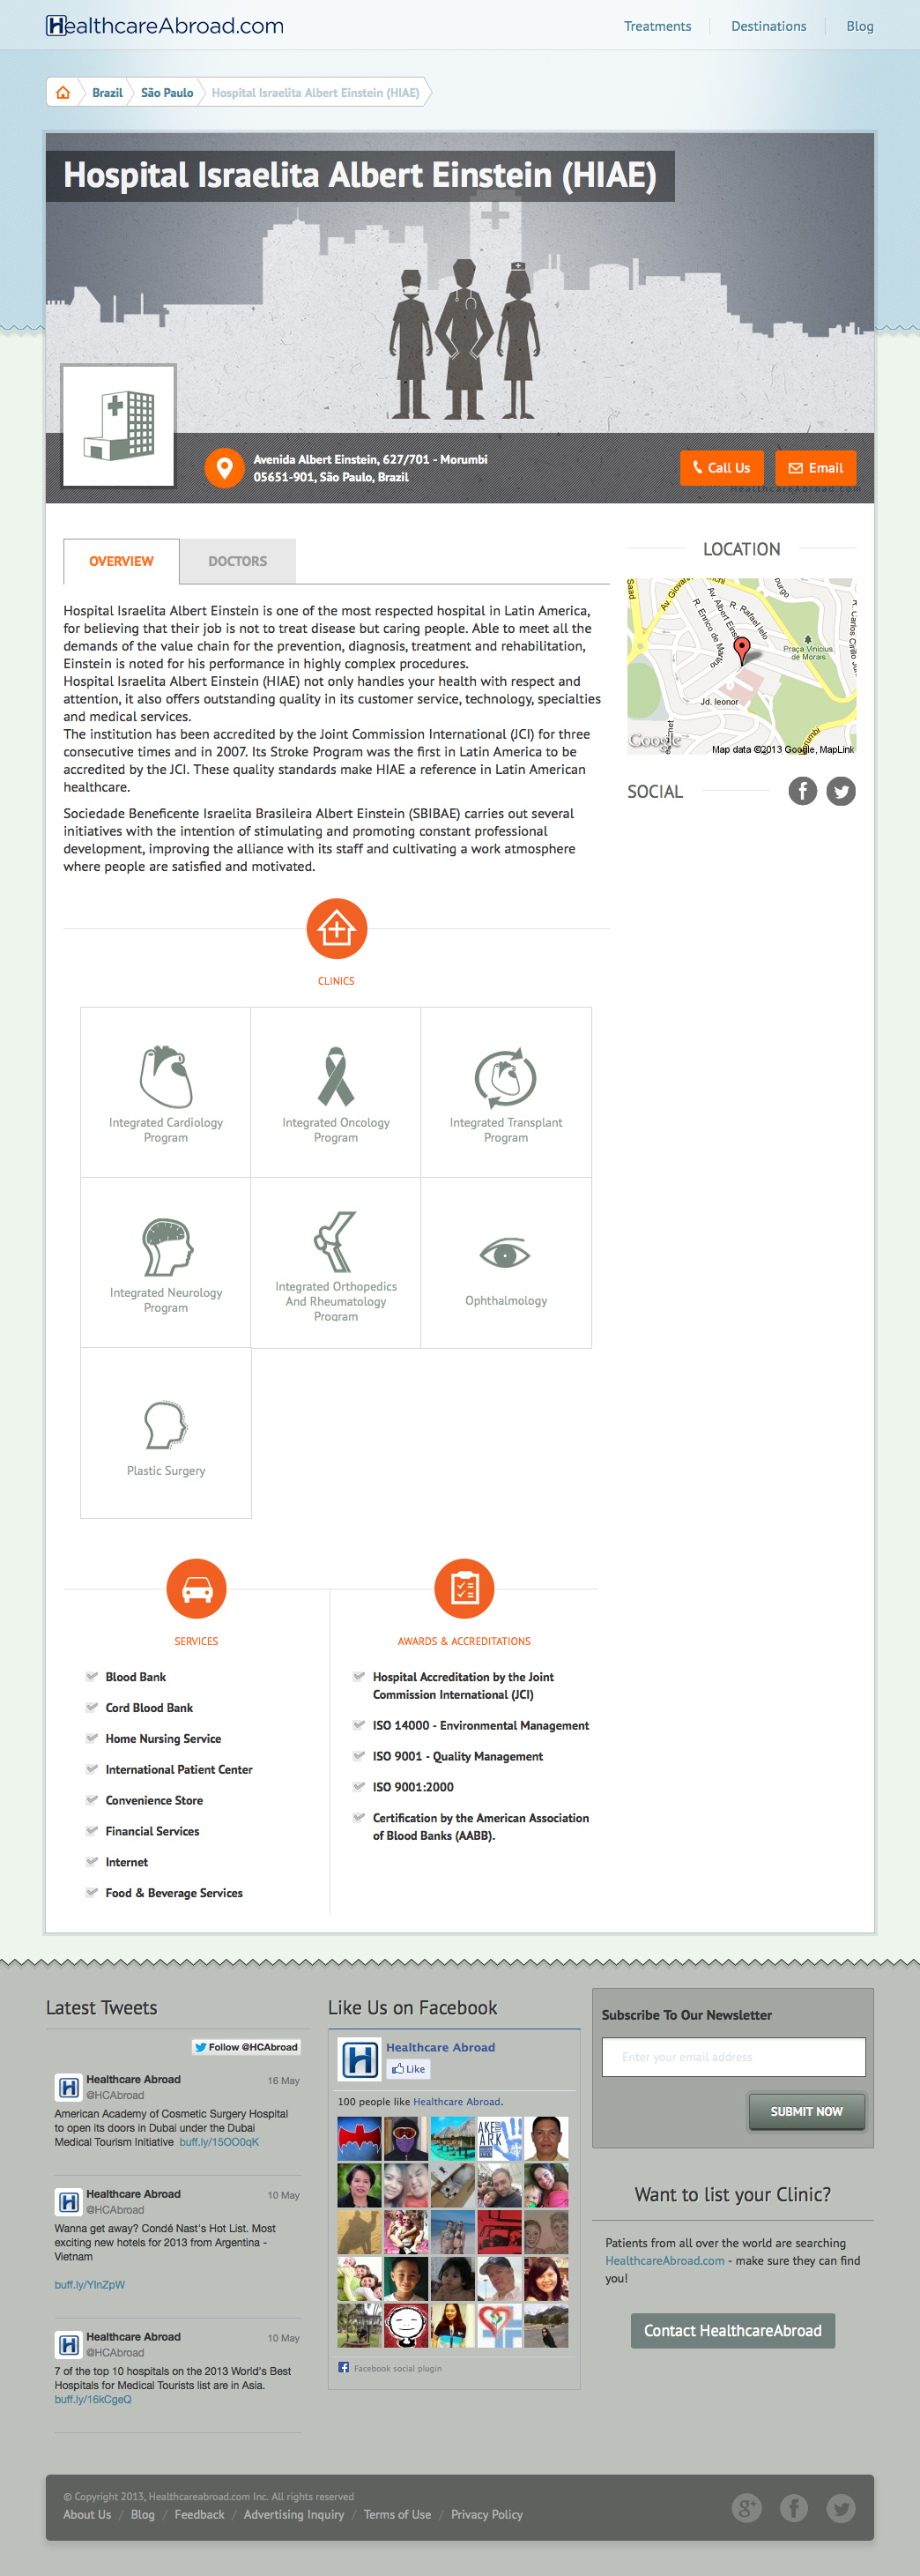 HealthcareAbroad.com
Treatments
Destinations
Blog
Brazil
São Paulo
Hospital Israelita Albert Einstein (HIAE)
Hospital Israelita Albert Einstein (HIAE)
Avenida Albert Einstein, 627/701 - Morumbi
05651-901, São Paulo, Brazil
Call Us
Email
HealthcareAbroad.com
OVERVIEW
DOCTORS
Hospital Israelita Albert Einstein is one of the most respected hospital in Latin America,
for believing that their job is not to treat disease but caring people. Able to meet all the
demands of the value chain for the prevention, diagnosis, treatment and rehabilitation,
Einstein is noted for his performance in highly complex procedures.
Hospital Israelita Albert Einstein (HIAE) not only handles your health with respect and
attention, it also offers outstanding quality in its customer service, technology, specialties
and medical services.
The institution has been accredited by the Joint Commission International (JCI) for three
consecutive times and in 2007. Its Stroke Program was the first in Latin America to be
accredited by the JCI. These quality standards make HIAE a reference in Latin American
healthcare.
Sociedade Beneficente Israelita Brasileira Albert Einstein (SBIBAE) carries out several
initiatives with the intention of stimulating and promoting constant professional
development, improving the alliance with its staff and cultivating a work atmosphere
where people are satisfied and motivated.
LOCATION
Saad
Av. Giovan
R. Enrico de Martino
Av. Albert Einst
R. Rafael Ielo
burgo
R. Carlos Cirillo Ju
Praça Vinicius
de Morais
Jd. leonor
umbi
Google
Map data ©2013 Google, MapLink
SOCIAL
CLINICS
Integrated Cardiology
Program
Integrated Oncology
Program
Integrated Transplant
Program
Integrated Neurology
Program
Integrated Orthopedics
And Rheumatology
Program
Ophthalmology
Plastic Surgery
SERVICES
Blood Bank
Cord Blood Bank
Home Nursing Service
International Patient Center
Convenience Store
Financial Services
Internet
Food & Beverage Services
AWARDS & ACCREDITATIONS
Hospital Accreditation by the Joint
Commission International (JCI)
ISO 14000 - Environmental Management
ISO 9001 - Quality Management
ISO 9001:2000
Certification by the American Association
of Blood Banks (AABB).
Latest Tweets
Follow @HCAbroad
Healthcare Abroad
16 May
@HCAbroad
American Academy of Cosmetic Surgery Hospital
to open its doors in Dubai under the Dubai
Medical Tourism Initiative buff.ly/15OO0qK
Healthcare Abroad
10 May
@HCAbroad
Wanna get away? Condé Nast's Hot List. Most
exciting new hotels for 2013 from Argentina -
Vietnam
buff.ly/YlnZpW
Healthcare Abroad
10 May
@HCAbroad
7 of the top 10 hospitals on the 2013 World's Best
Hospitals for Medical Tourists list are in Asia.
buff.ly/16kCgeQ
Like Us on Facebook
Healthcare Abroad
Like
100 people like Healthcare Abroad.
AKE
ARK
Facebook social plugin
Subscribe To Our Newsletter
Enter your email address
SUBMIT NOW
Want to list your Clinic?
Patients from all over the world are searching
HealthcareAbroad.com - make sure they can find
you!
Contact HealthcareAbroad
© Copyright 2013, Healthcareabroad.com Inc. All rights reserved
About Us / Blog / Feedback / Advertising Inquiry / Terms of Use / Privacy Policy